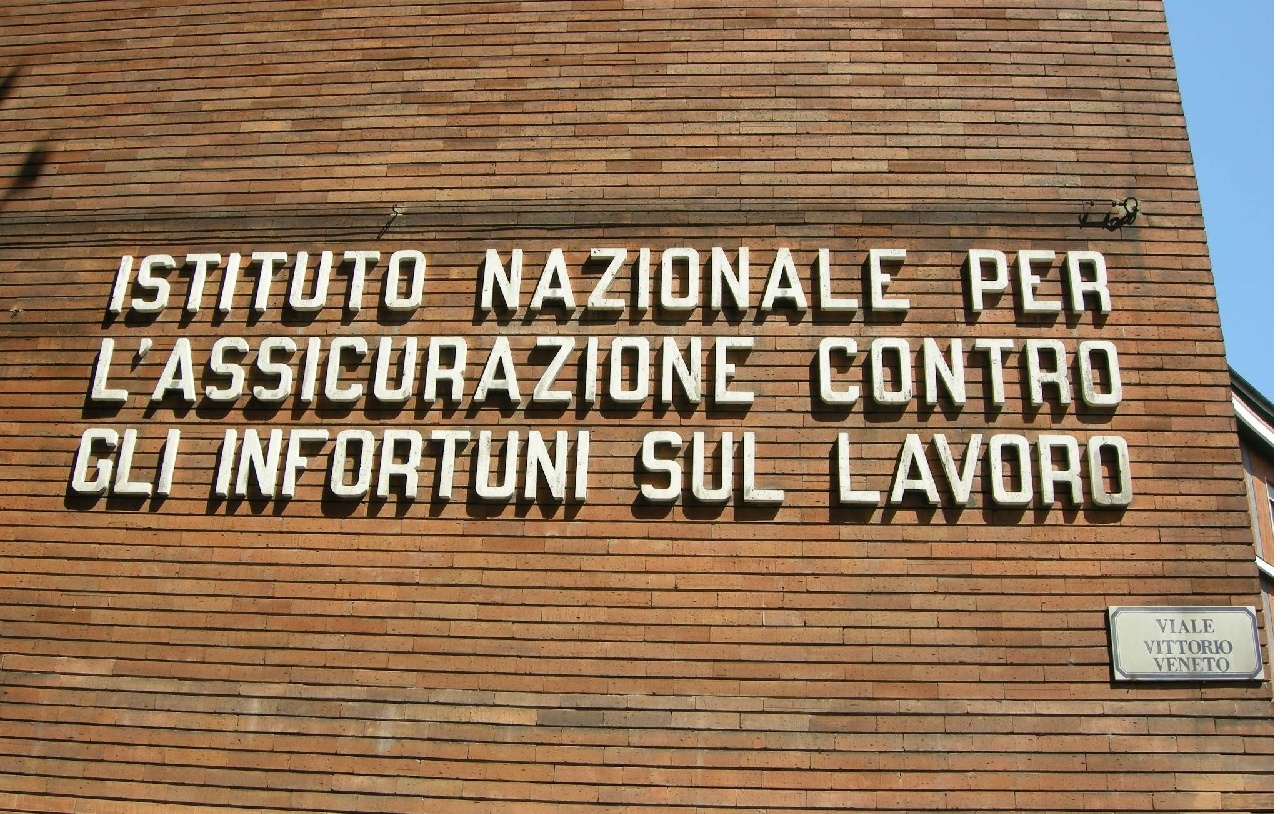 ISTITUTO NAZIONALE PER
L'ASSICURAZIONE CONTRO
GLI INFORTUNI SUL LAVORO
VIALE
VITTORIO
VENETO